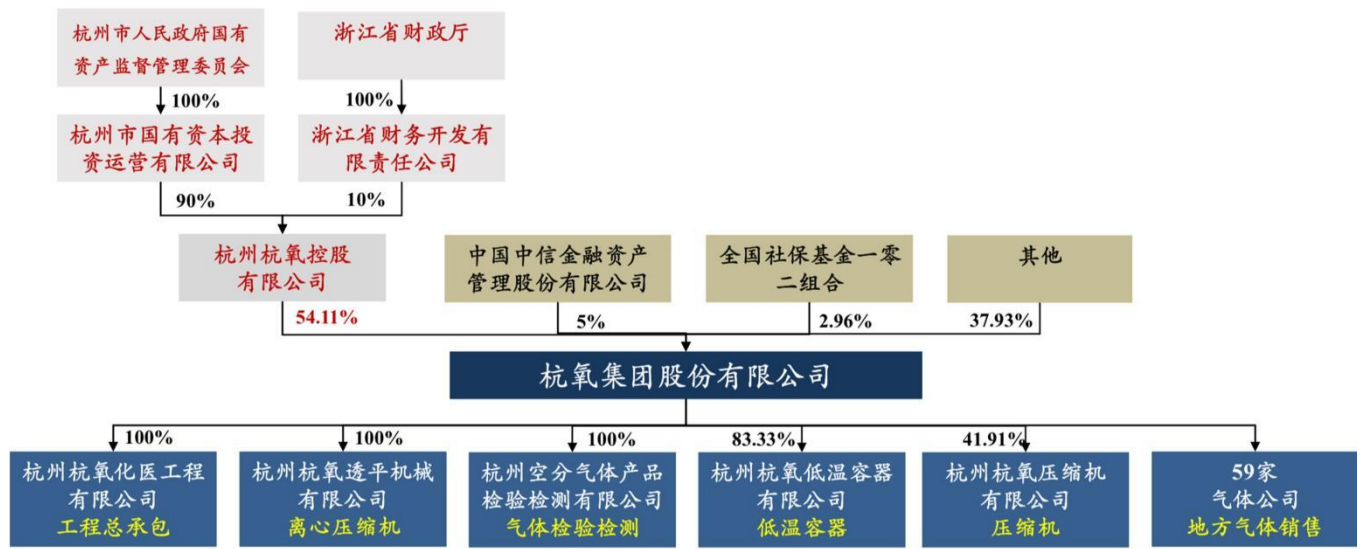 杭州市人民政府国有
资产监督管理委员会
浙江省财政厅
100%
100%
杭州市国有资本投
资运营有限公司
浙江省财务开发有
限责任公司
90%
10%
杭州杭氧控股
有限公司
中国中信金融资产
管理股份有限公司
全国社保基金一零
二组合
其他
54.11%
5%
2.96%
37.93%
杭氧集团股份有限公司
100%
100%
100%
83.33%
41.91%
杭州杭氧化医工程
有限公司
工程总承包
杭州杭氧透平机械
有限公司
离心压缩机
杭州空分气体产品
检验检测有限公司
气体检验检测
杭州杭氧低温容器
有限公司
低温容器
杭州杭氧压缩机
有限公司
压缩机
59家
气体公司
地方气体销售